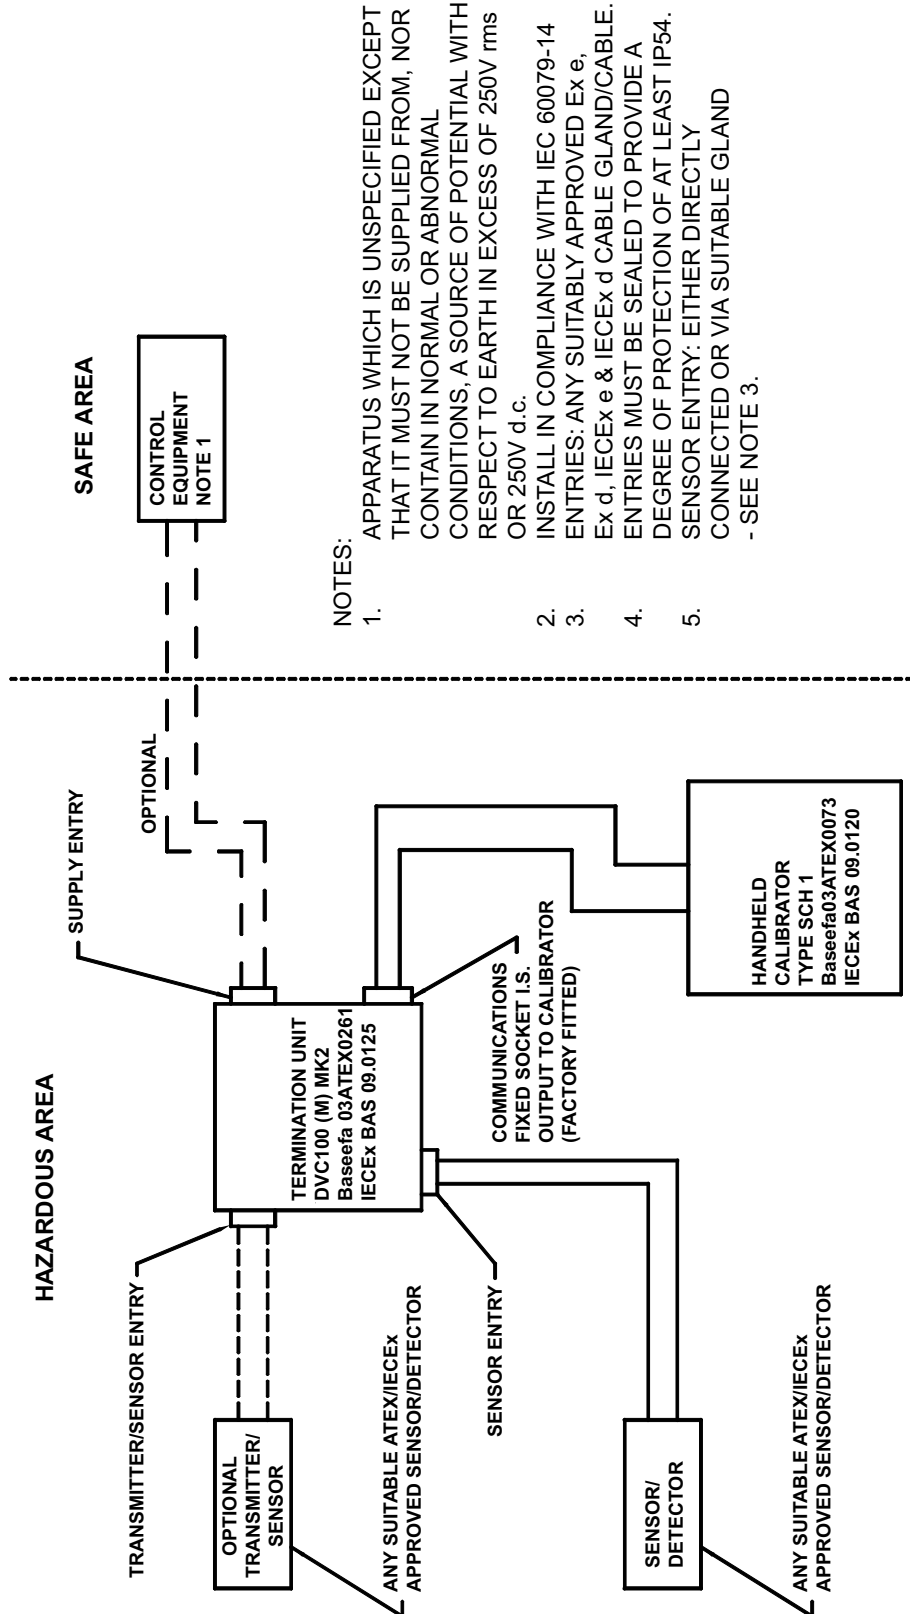 HAZARDOUS AREA
SAFE AREA
TRANSMITTER/SENSOR ENTRY
SUPPLY ENTRY
OPTIONAL
CONTROL
EQUIPMENT
NOTE 1
OPTIONAL
TRANSMITTER/
SENSOR
TERMINATION UNIT
DVC100 (M) MK2
Baseefa 03ATEX0261
IECEx BAS 09.0125
ANY SUITABLE ATEX/IECEx
APPROVED SENSOR/DETECTOR
SENSOR ENTRY
COMMUNICATIONS
FIXED SOCKET I.S.
OUTPUT TO CALIBRATOR
(FACTORY FITTED)
SENSOR/
DETECTOR
HANDHELD
CALIBRATOR
TYPE SCH 1
Baseefa03ATEX0073
IECEx BAS 09.0120
ANY SUITABLE ATEX/IECEx
APPROVED SENSOR/DETECTOR
NOTES:
1. APPARATUS WHICH IS UNSPECIFIED EXCEPT
THAT IT MUST NOT BE SUPPLIED FROM, NOR
CONTAIN IN NORMAL OR ABNORMAL
CONDITIONS, A SOURCE OF POTENTIAL WITH
RESPECT TO EARTH IN EXCESS OF 250V rms
OR 250V d.c.
2. INSTALL IN COMPLIANCE WITH IEC 60079-14
3. ENTRIES: ANY SUITABLY APPROVED Ex e,
Ex d, IECEx e & IECEx d CABLE GLAND/CABLE.
4. ENTRIES MUST BE SEALED TO PROVIDE A
DEGREE OF PROTECTION OF AT LEAST IP54.
5. SENSOR ENTRY: EITHER DIRECTLY
CONNECTED OR VIA SUITABLE GLAND
- SEE NOTE 3.